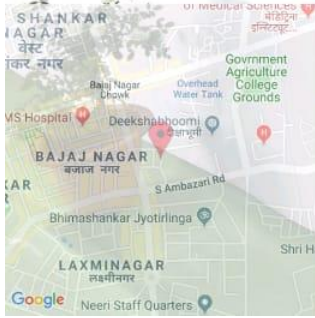 of Medical Sciences
SHANKAR
NAGAR
वेस्ट
शंकर नगर
मेडिट्रिना
इन्स्टिट्यूट...
Govrnment
Agriculture
College
Grounds
Bajaj Nagar
Chowk
Overhead
Water Tank
MS Hospital
Deekshabhoomi
दीक्षाभूमी
BAJAJ NAGAR
बजाज नगर
KAR
S Ambazari Rd
Bhimashankar Jyotirlinga
Shri H
LAXMINAGAR
लक्ष्मीनगर
Google
Neeri Staff Quarters